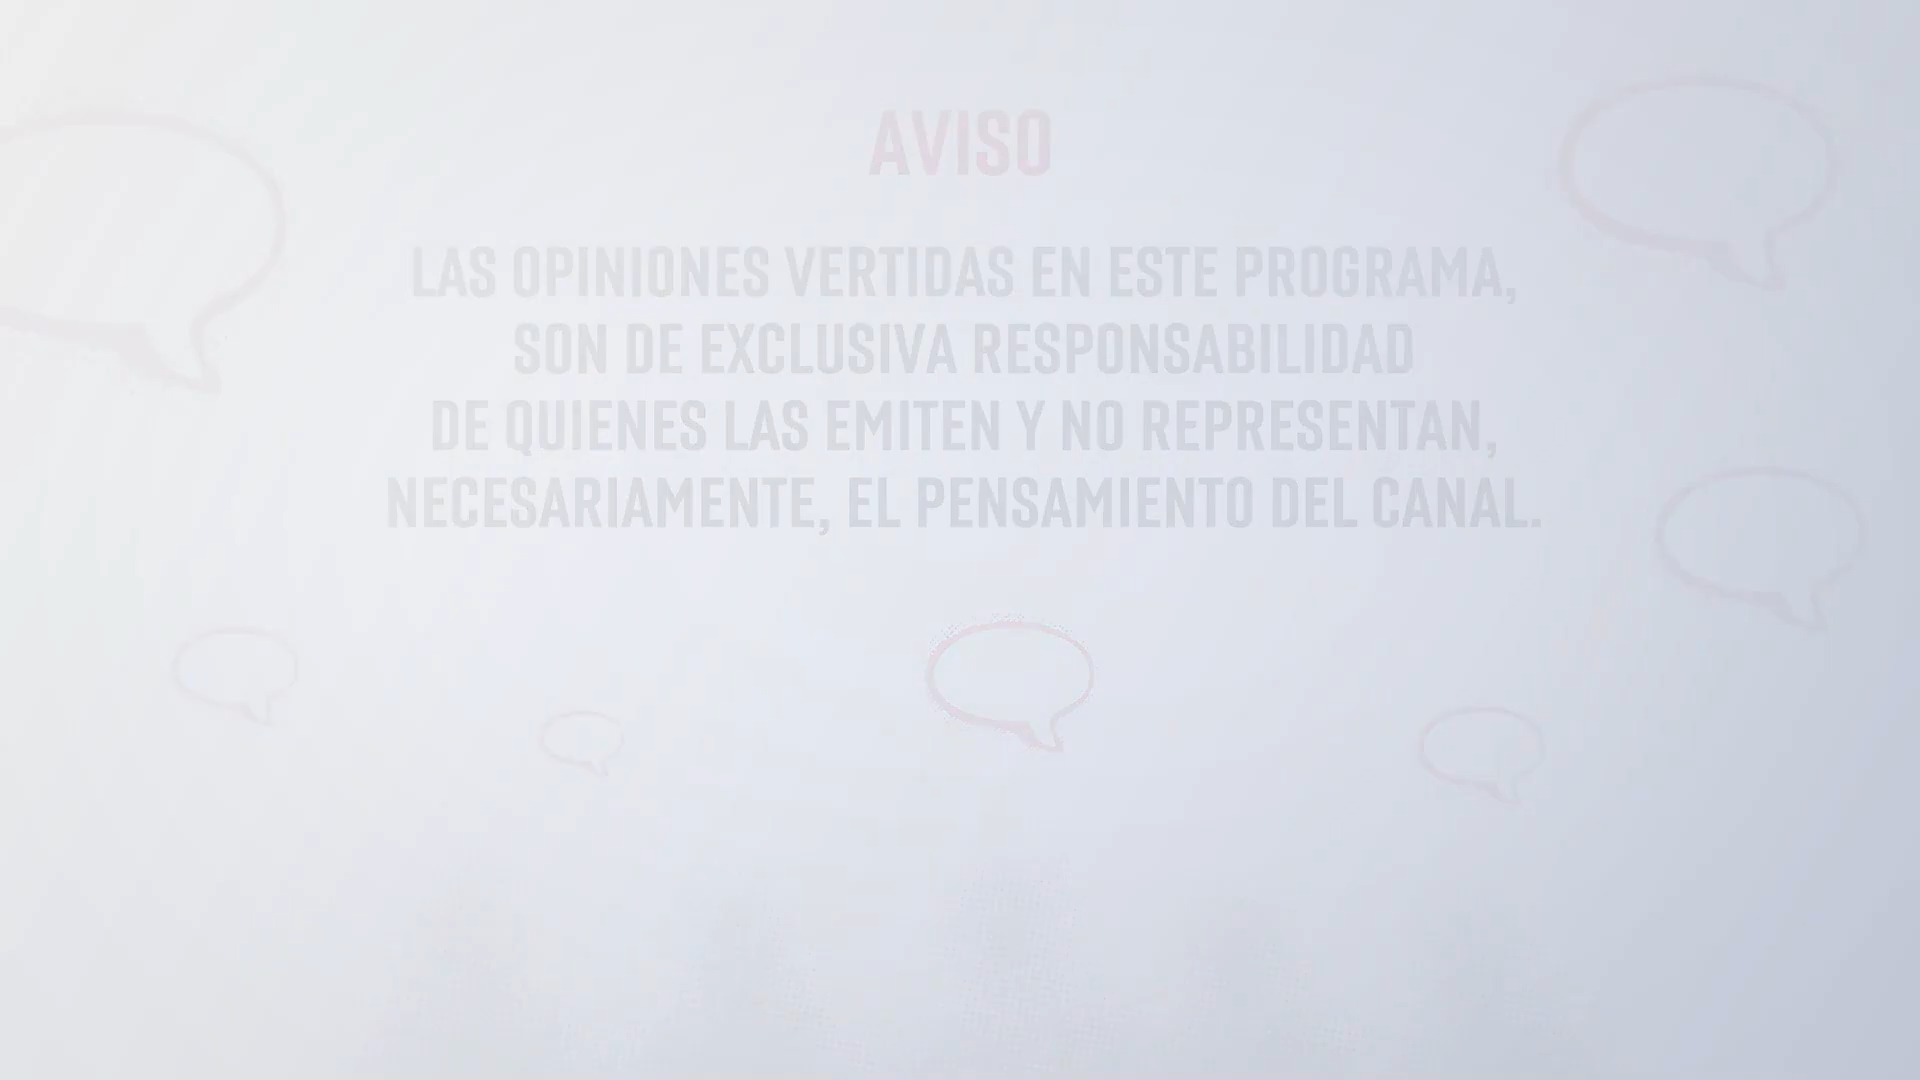 AVISO
LAS OPINIONES VERTIDAS EN ESTE PROGRAMA,
SON DE EXCLUSIVA RESPONSABILIDAD
DE QUIENES LAS EMITEN Y NO REPRESENTAN,
NECESARIAMENTE, EL PENSAMIENTO DEL CANAL.